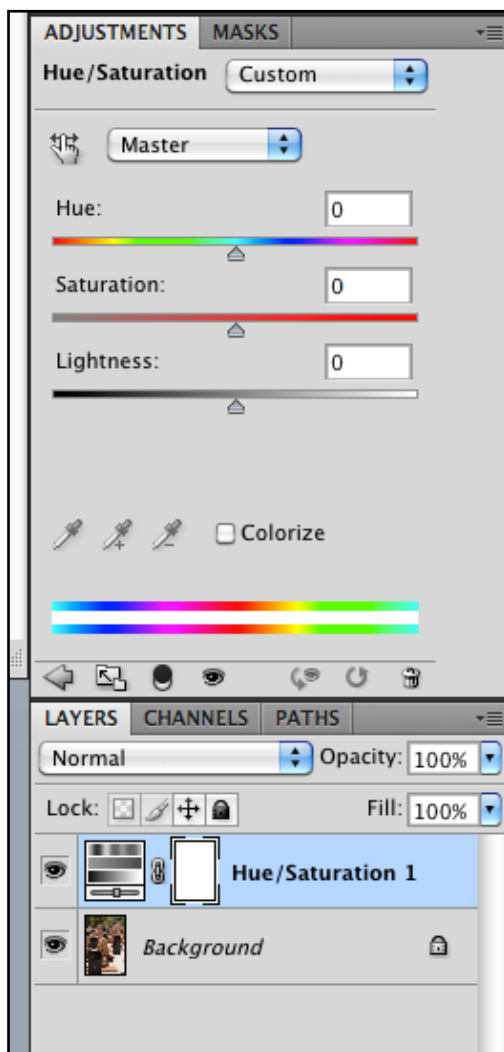 ADJUSTMENTS MASKS
Hue/Saturation Custom
Master
Hue: 0
Saturation: 0
Lightness: 0
Colorize
LAYERS CHANNELS PATHS
Normal Opacity: 100%
Lock: Fill: 100%
Hue/Saturation 1
Background